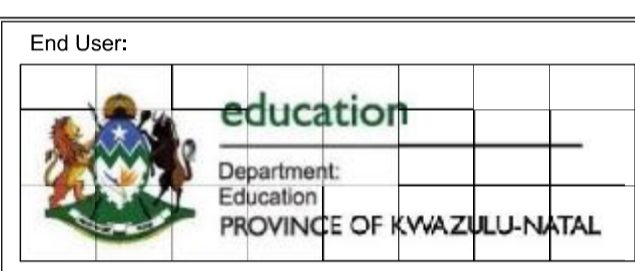 End User:
education
Department:
Education
PROVINCE OF KWAZULU-NATAL